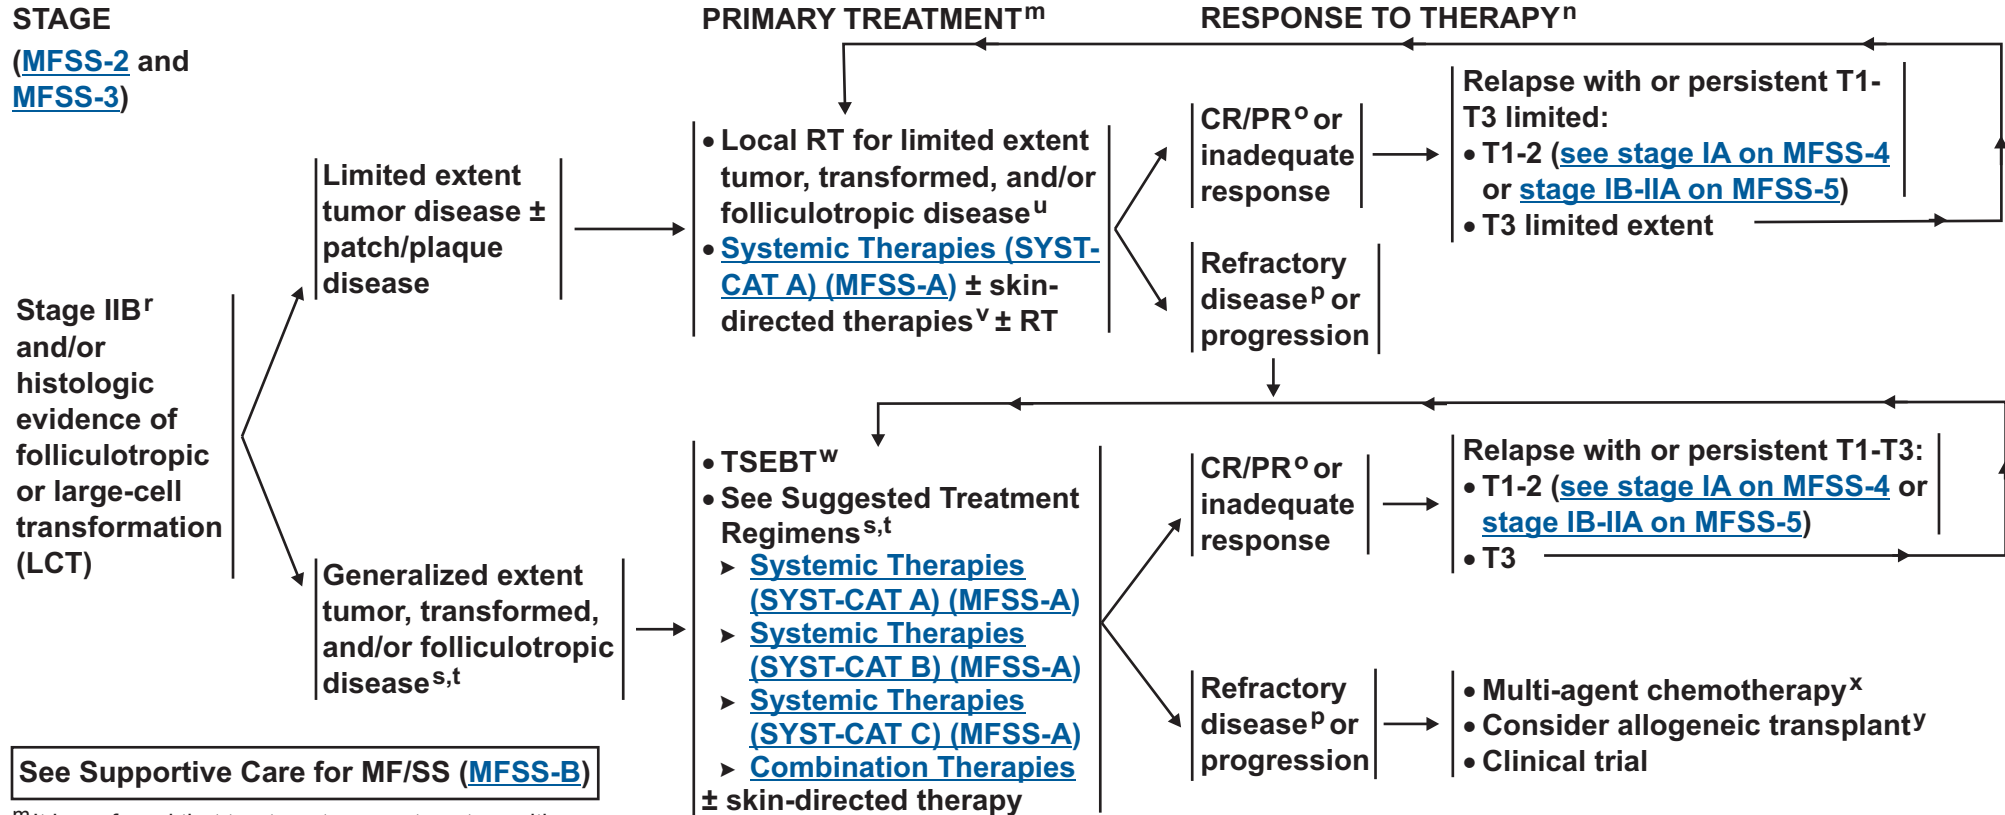 STAGE
(MFSS-2 and
MFSS-3)
PRIMARY TREATMENTm
RESPONSE TO THERAPYn
Stage IIBr
and/or
histologic
evidence of
folliculotropic
or large-cell
transformation
(LCT)
Limited extent
tumor disease ±
patch/plaque
disease
• Local RT for limited extent
tumor, transformed, and/or
folliculotropic diseaseu
• Systemic Therapies (SYST-
CAT A) (MFSS-A) ± skin-
directed therapiesv ± RT
CR/PRo or
inadequate
response
Relapse with or persistent T1-
T3 limited:
• T1-2 (see stage IA on MFSS-4
or stage IB-IIA on MFSS-5)
• T3 limited extent
Refractory
diseasep or
progression
Generalized extent
tumor, transformed,
and/or folliculotropic
diseases,t
• TSEBTw
• See Suggested Treatment
Regimenss,t
➤ Systemic Therapies
(SYST-CAT A) (MFSS-A)
➤ Systemic Therapies
(SYST-CAT B) (MFSS-A)
➤ Systemic Therapies
(SYST-CAT C) (MFSS-A)
➤ Combination Therapies
± skin-directed therapy
CR/PRo or
inadequate
response
Relapse with or persistent T1-T3:
• T1-2 (see stage IA on MFSS-4 or
stage IB-IIA on MFSS-5)
• T3
Refractory
diseasep or
progression
• Multi-agent chemotherapyx
• Consider allogeneic transplanty
• Clinical trial
See Supportive Care for MF/SS (MFSS-B)